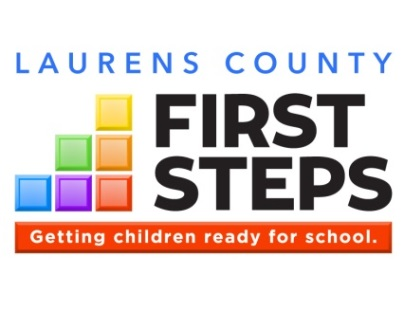 LAURENS COUNTY
FIRST
STEPS
Getting children ready for school.